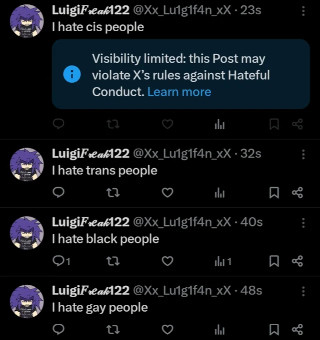 Luigi𝓕𝓻𝓮𝓪𝓴122 @Xx_Lu1g1f4n_xX · 23s
I hate cis people
Visibility limited: this Post may
violate X's rules against Hateful
Conduct. Learn more
Luigi𝓕𝓻𝓮𝓪𝓴122 @Xx_Lu1g1f4n_xX · 32s
I hate trans people
Luigi𝓕𝓻𝓮𝓪𝓴122 @Xx_Lu1g1f4n_xX · 40s
I hate black people
1 1
Luigi𝓕𝓻𝓮𝓪𝓴122 @Xx_Lu1g1f4n_xX · 48s
I hate gay people